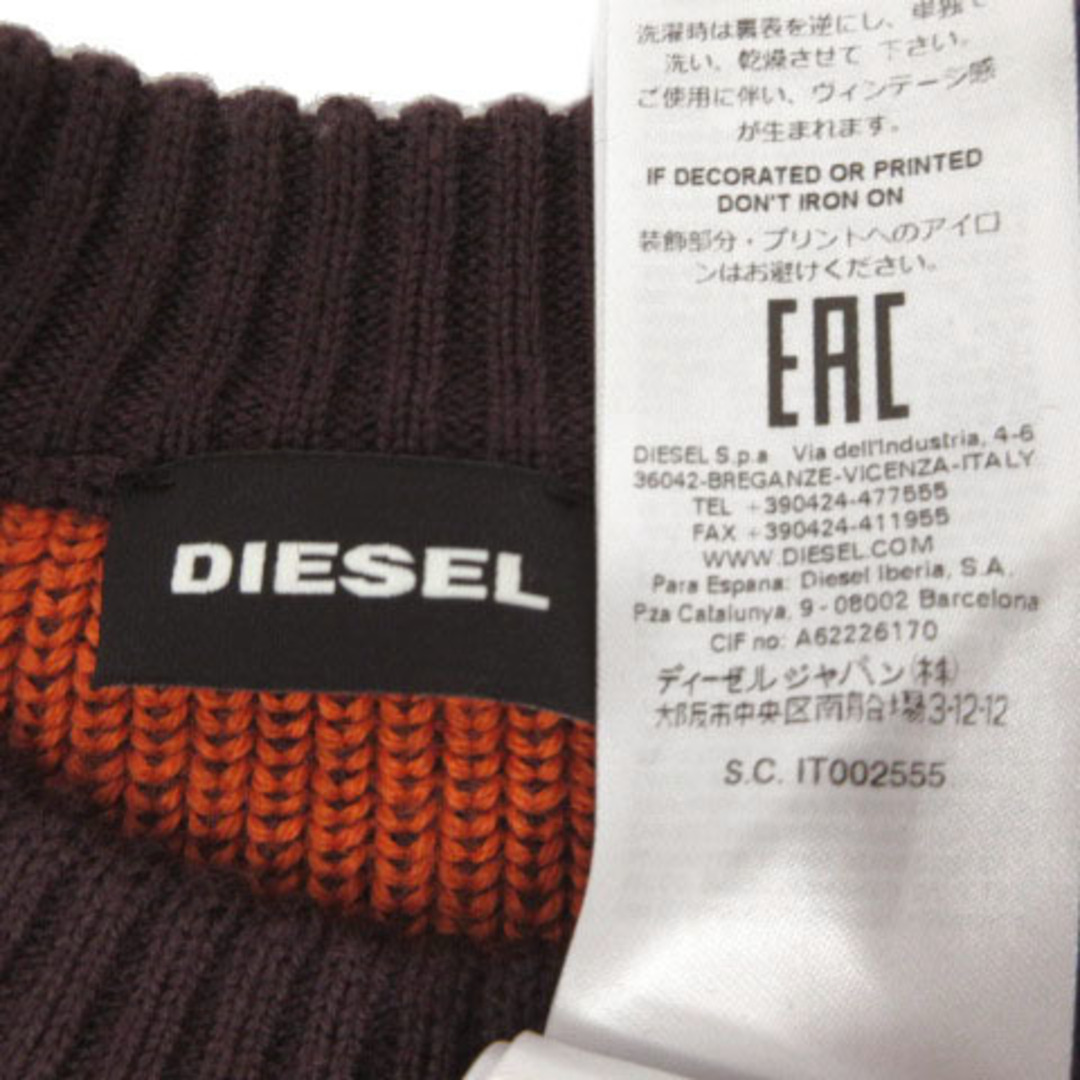 洗濯時は裏表を逆にし、単独で
洗い、乾燥させて 下さい。
ご使用に伴い、ヴィンテージ感
が生まれます。
IF DECORATED OR PRINTED
DON'T IRON ON
装飾部分・プリントへのアイロ
ンはお避けください。
EAC
DIESEL S.p.a Via dell'Industria, 4-6
36042-BREGANZE-VICENZA-ITALY
TEL +390424-477555
FAX +390424-411955
WWW.DIESEL.COM
Para Espana: Diesel Iberia, S.A.
Pza Catalunya, 9 - 08002 Barcelona
CIF no: A62226170
ディーゼルジャパン(株)
大阪市中央区南船場3-12-12
S.C. IT002555
DIESEL